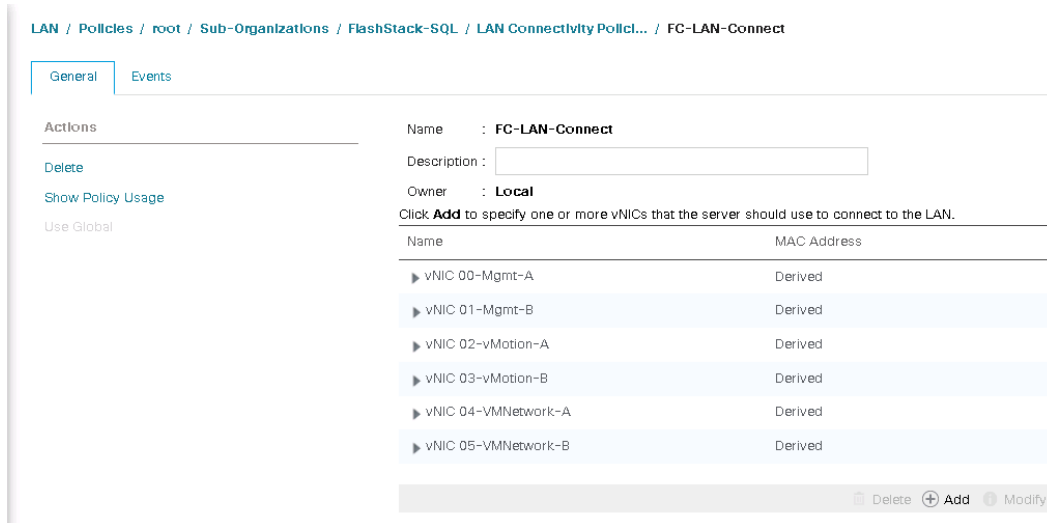 LAN / Policies / root / Sub-Organizations / FlashStack-SQL / LAN Connectivity Polici... / FC-LAN-Connect
General Events
Actions
Delete
Show Policy Usage
Use Global
Name : FC-LAN-Connect
Description :
Owner : Local
Click Add to specify one or more vNICs that the server should use to connect to the LAN.
Name MAC Address
vNIC 00-Mgmt-A Derived
vNIC 01-Mgmt-B Derived
vNIC 02-vMotion-A Derived
vNIC 03-vMotion-B Derived
vNIC 04-VMNetwork-A Derived
vNIC 05-VMNetwork-B Derived
Delete Add Modify